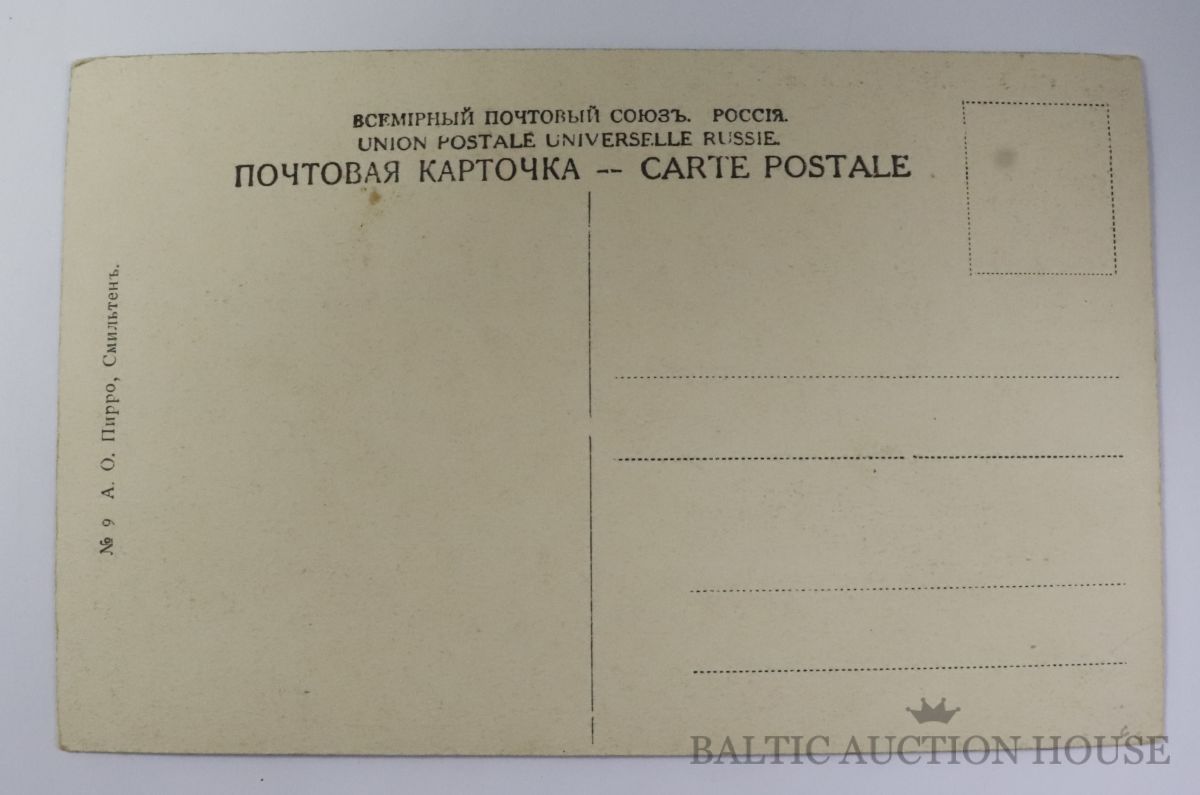 ВСЕМІРНЫЙ ПОЧТОВЫЙ СОЮЗЪ. РОССІЯ.
UNION POSTALE UNIVERSELLE RUSSIE.
ПОЧТОВАЯ КАРТОЧКА -- CARTE POSTALE
№ 9 А. О. Пирро, Смильтенъ.
BALTIC AUCTION HOUSE